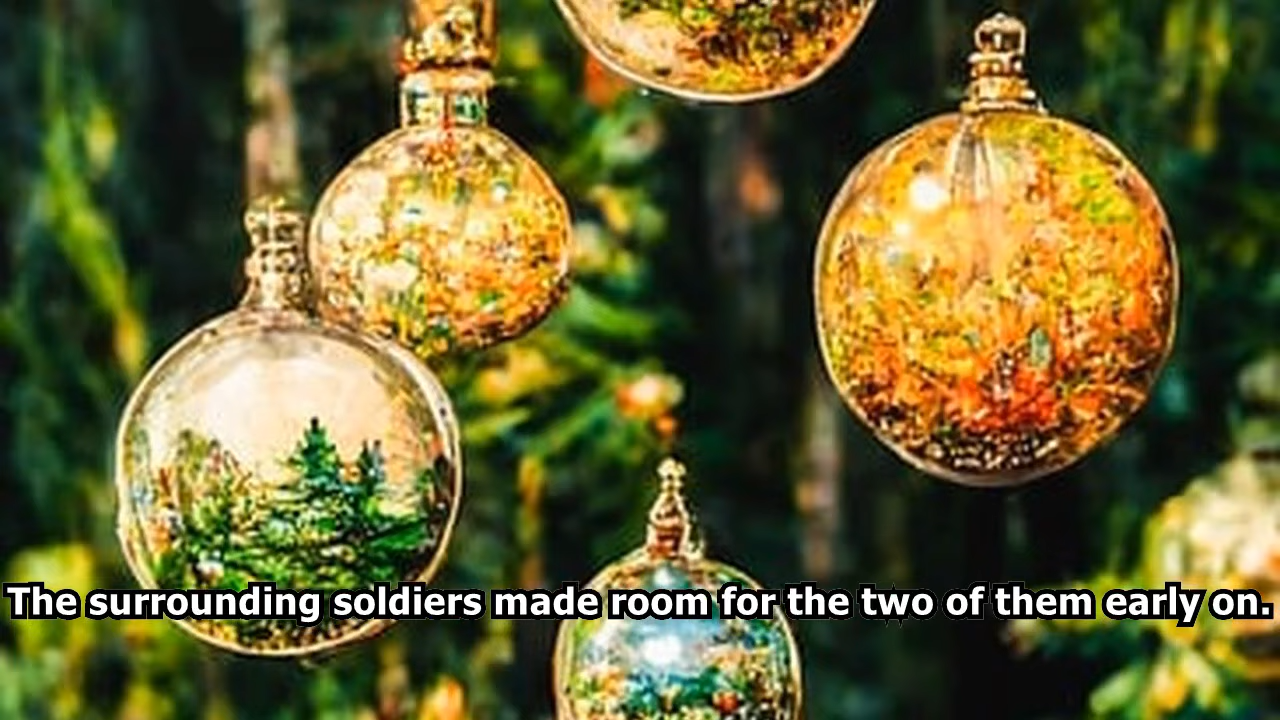 The surrounding soldiers made room for the two of them early on.